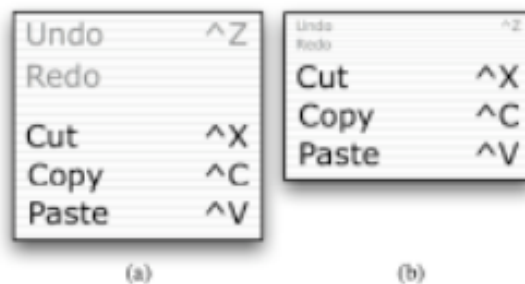 Undo ^Z
Redo
Cut ^X
Copy ^C
Paste ^V
(a)
Undo ^Z
Redo
Cut ^X
Copy ^C
Paste ^V
(b)